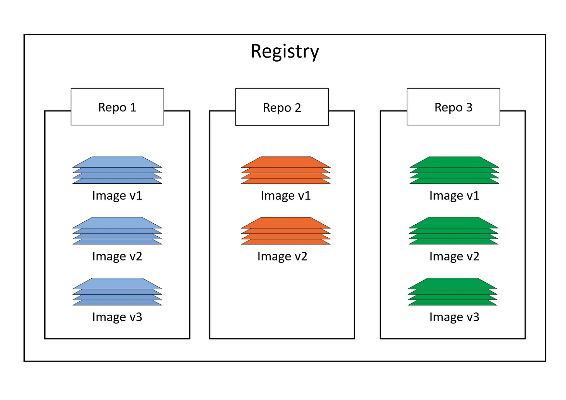 Registry
Repo 1
Image v1
Image v2
Image v3
Repo 2
Image v1
Image v2
Repo 3
Image v1
Image v2
Image v3